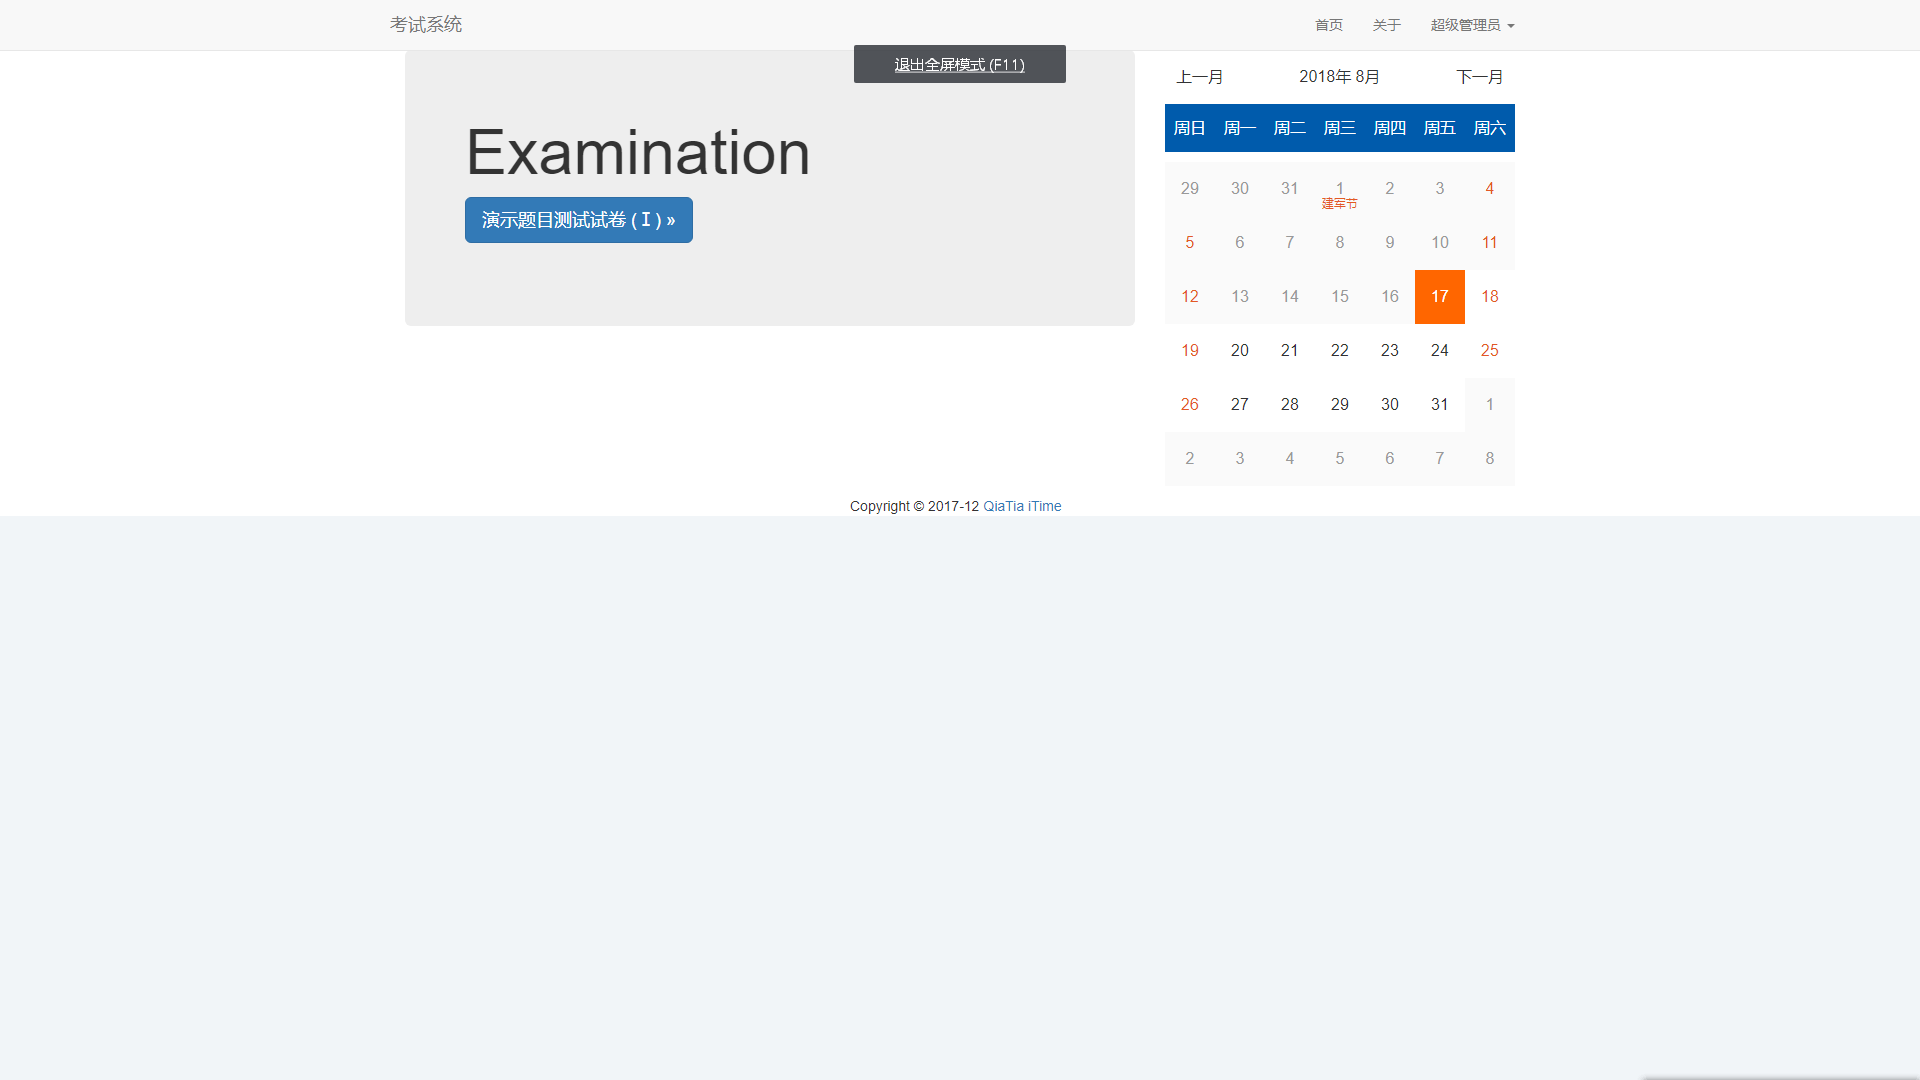 考试系统 首页 关于 超级管理员
退出全屏模式 (F11)
Examination
演示题目测试试卷 ( I ) »
上一月 2018年 8月 下一月
周日 周一 周二 周三 周四 周五 周六
29 30 31 1 2 3 4
建军节
5 6 7 8 9 10 11
12 13 14 15 16 17 18
19 20 21 22 23 24 25
26 27 28 29 30 31 1
2 3 4 5 6 7 8
Copyright © 2017-12 QiaTia iTime